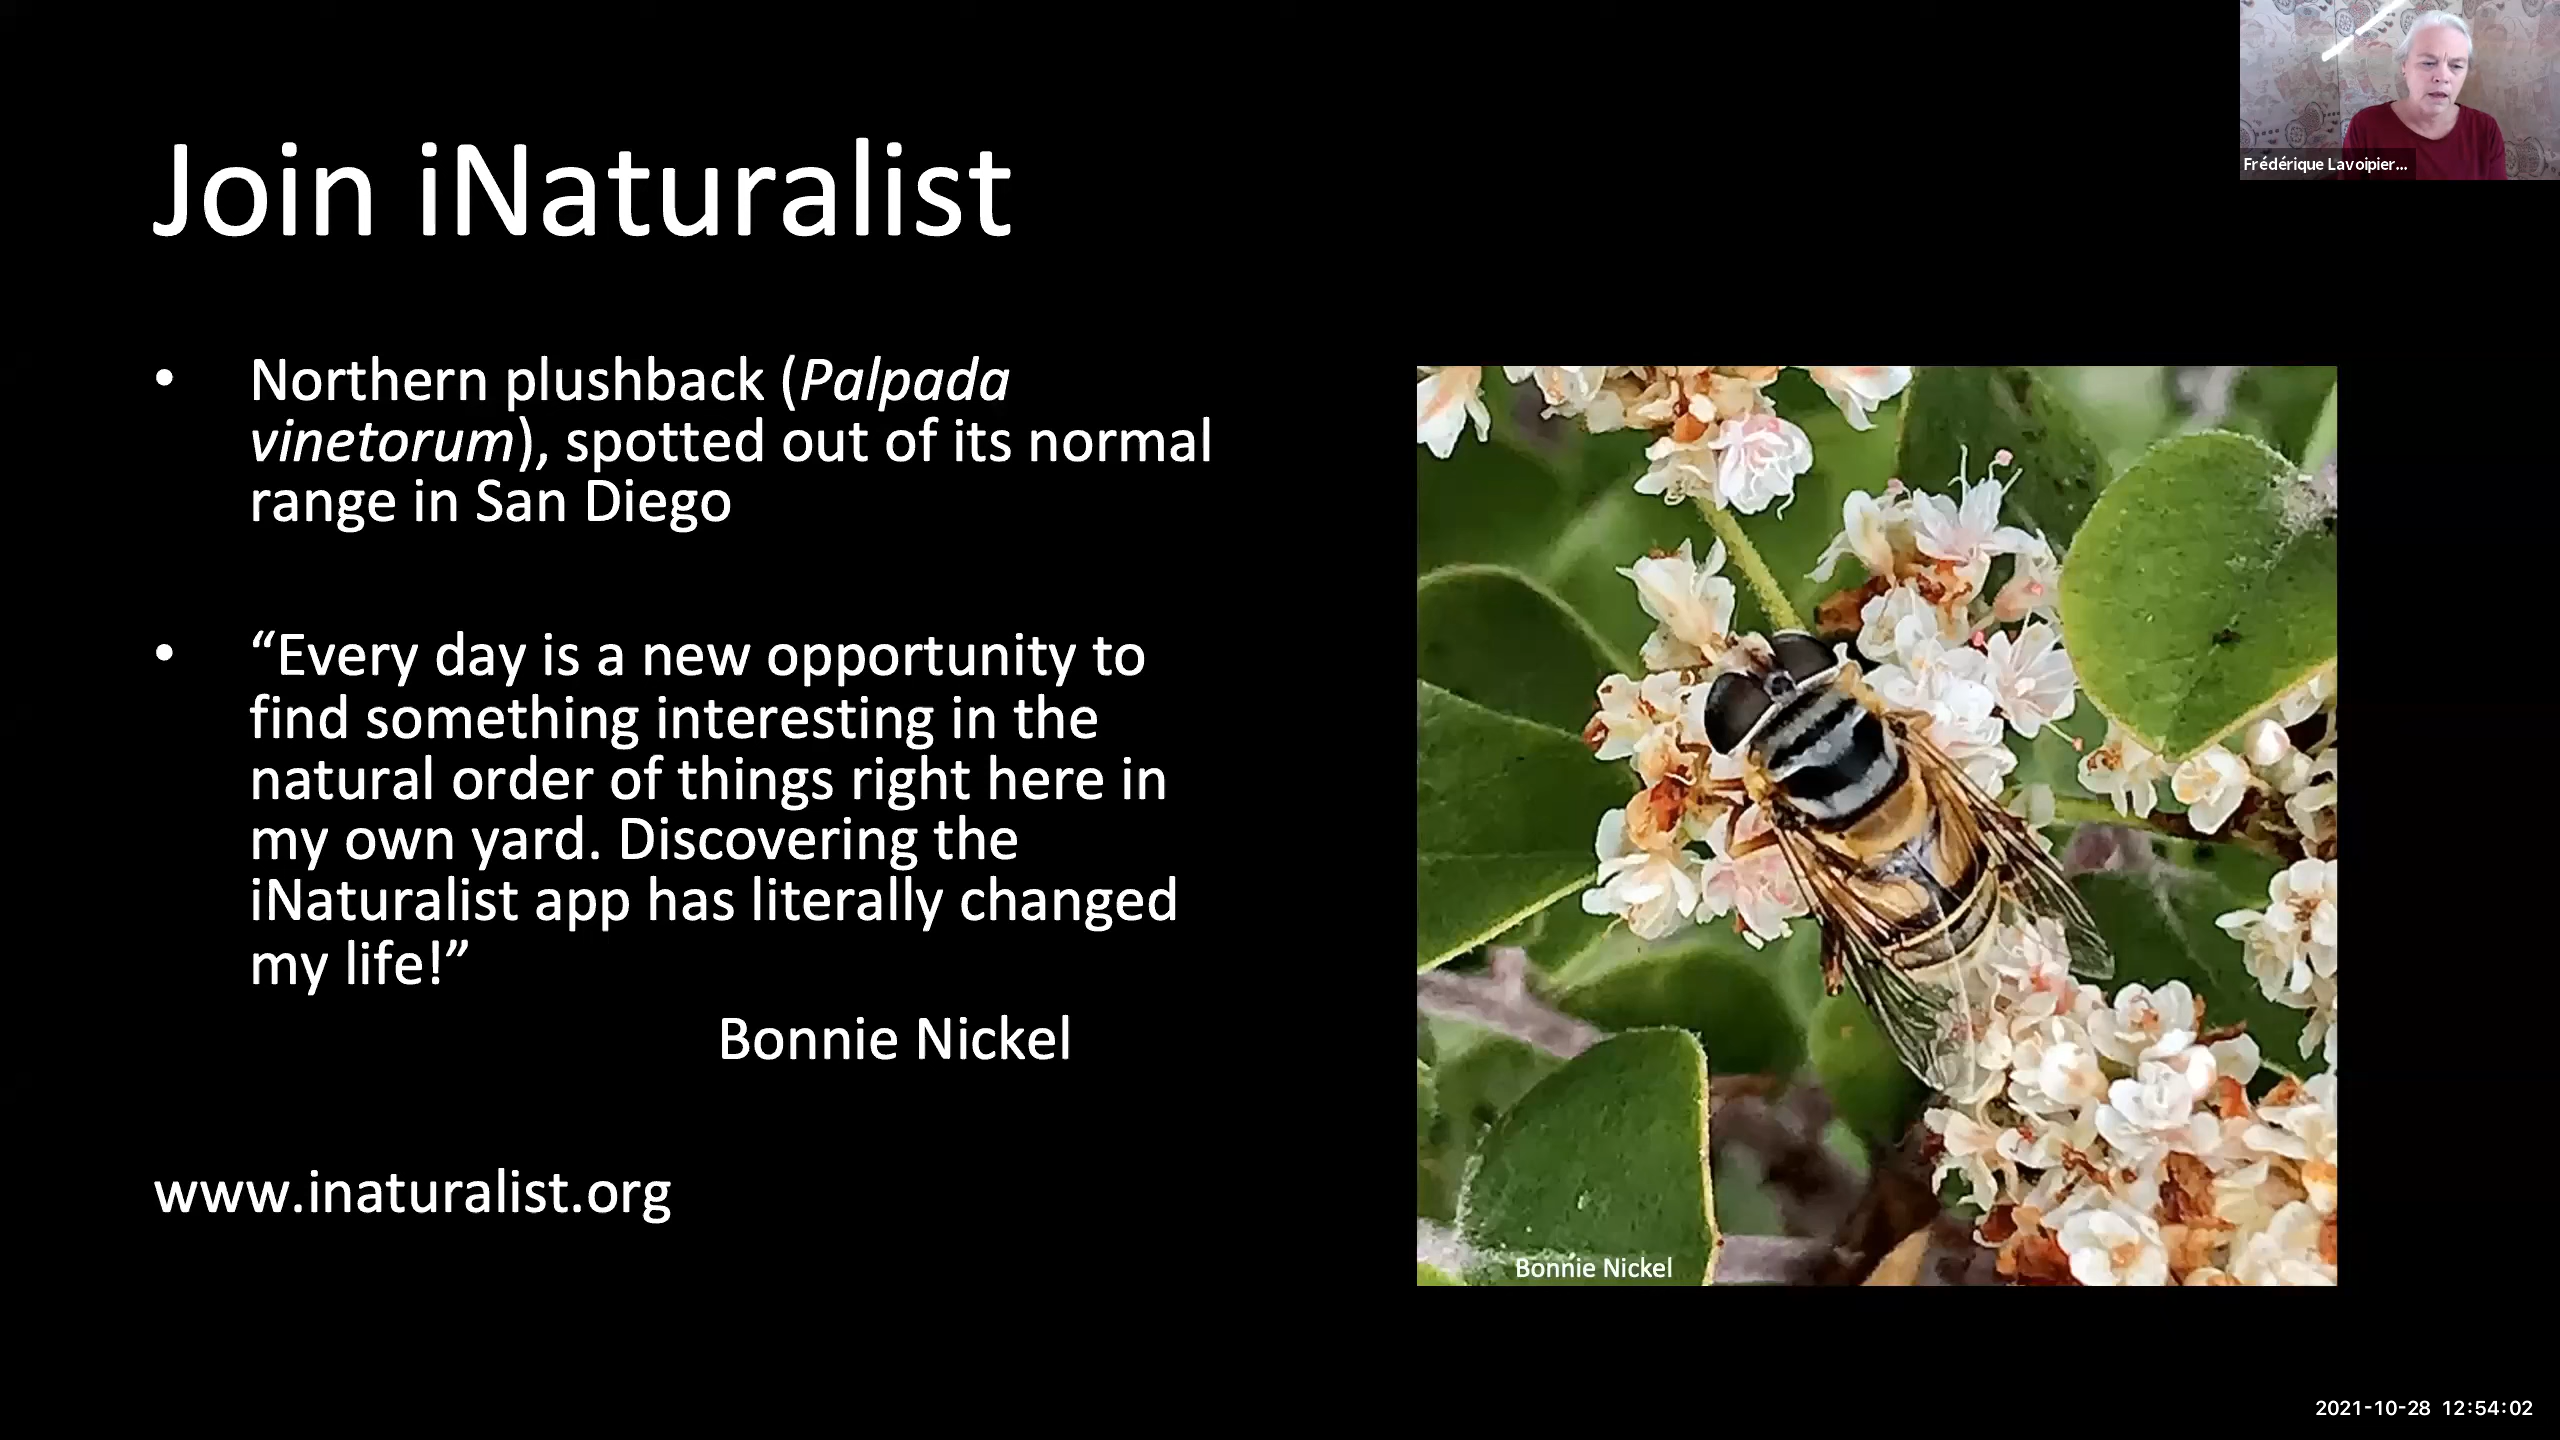 Frédérique Lavoipier...
Join iNaturalist
• Northern plushback (Palpada
vinetorum), spotted out of its normal
range in San Diego
• “Every day is a new opportunity to
find something interesting in the
natural order of things right here in
my own yard. Discovering the
iNaturalist app has literally changed
my life!”
Bonnie Nickel
www.inaturalist.org
Bonnie Nickel
2021-10-28 12:54:02